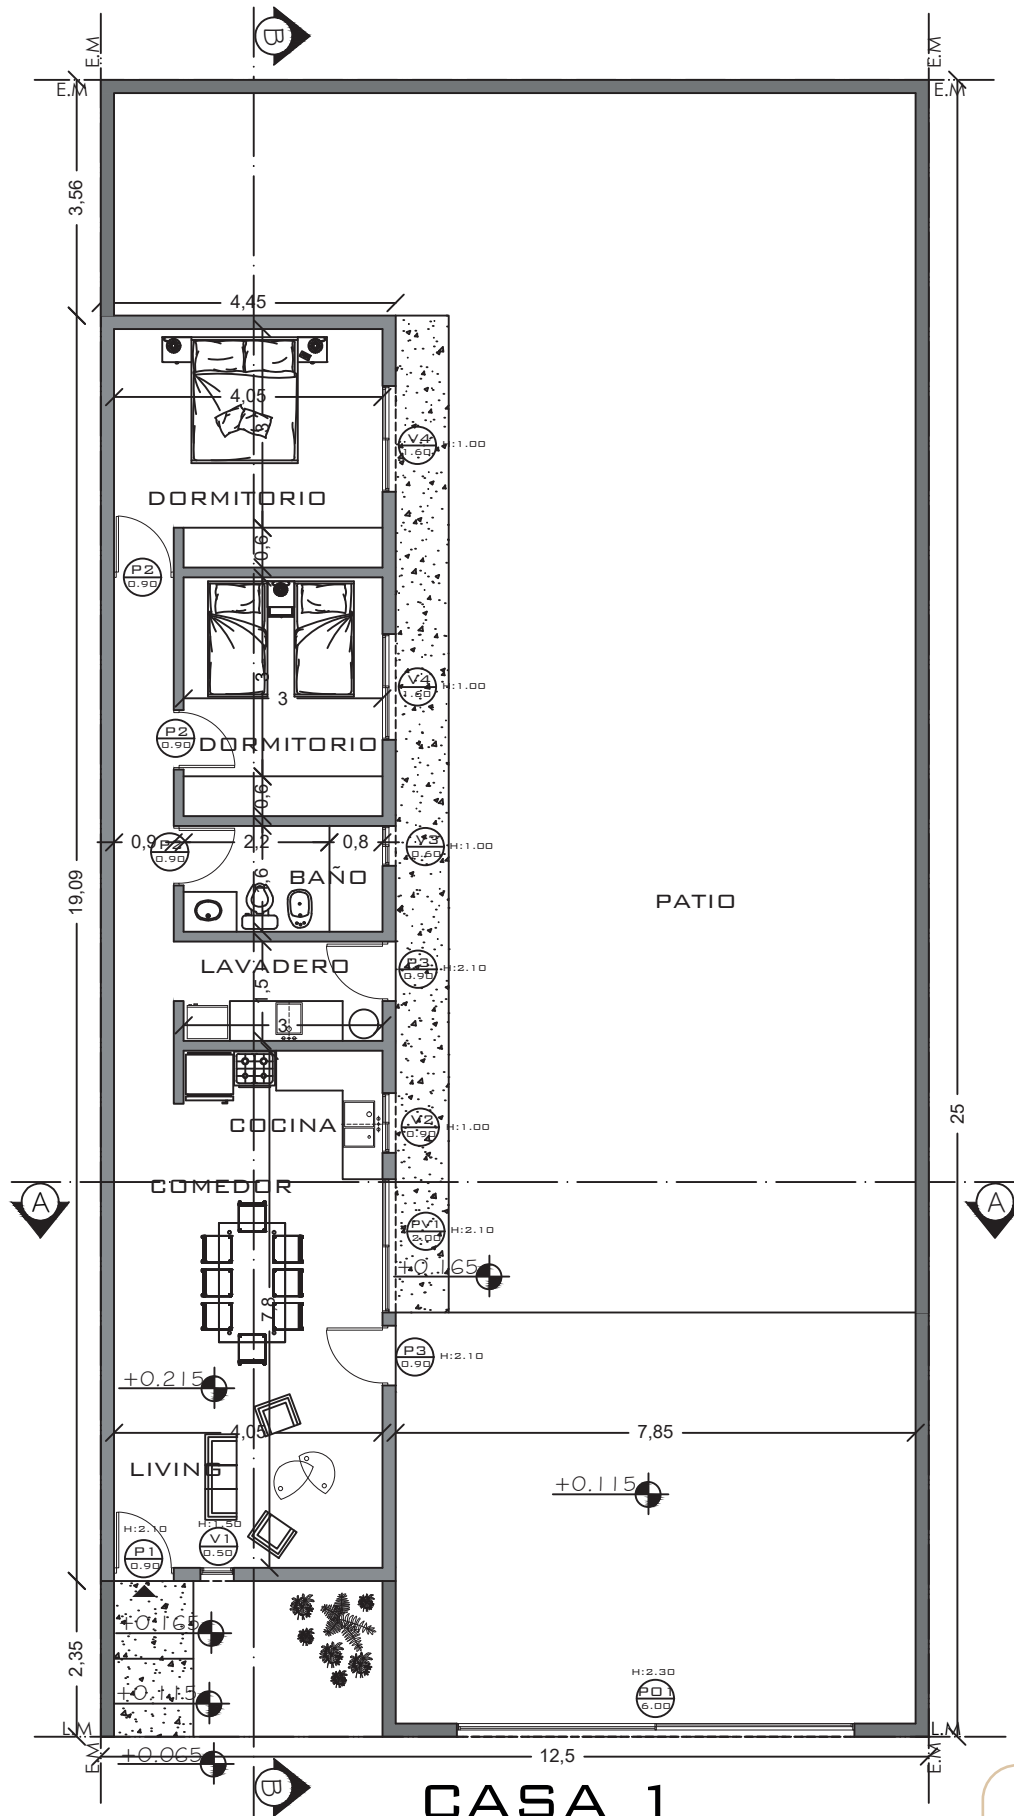 B
E.M
E.M
E.M
E.M
3,56
4,45
4,05
3
V4
1.60
H:1.00
DORMITORIO
0,6
P2
0.90
3
3
V4
1.60
H:1.00
P2
0.90
DORMITORIO
0,6
0,9
P2
0.90
2,2
0,8
V3
0.60
H:1.00
BAÑO
1,6
19,09
PATIO
LAVADERO
P3
0.90
H:2.10
1,5
3
COCINA
V2
0.90
H:1.00
25
COMEDOR
A
A
PV1
2.00
H:2.10
+0.165
7,8
P3
0.90
H:2.10
+0.215
4,05
7,85
LIVING
+0.115
H:2.10
P1
0.90
H:1.50
V1
0.50
+0.165
2,35
H:2.30
PO1
6.00
+0.115
L.M
L.M
E.M
E.M
+0.065
12,5
B
CASA 1